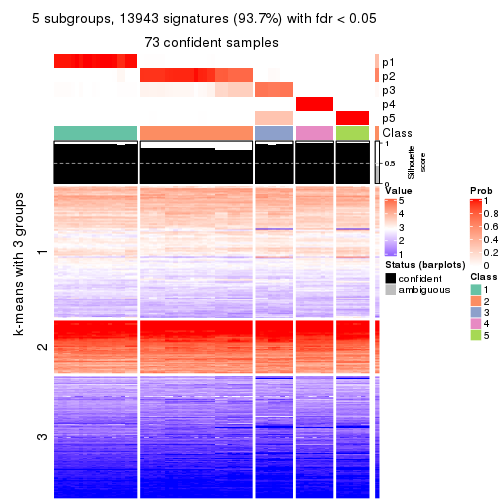 5 subgroups, 13943 signatures (93.7%) with fdr < 0.05
73 confident samples
p1
p2
p3
p4
p5
Class
1
0.5
0
Silhouette
score
k-means with 3 groups
1
2
3
Value
5
4
3
2
1
Status (barplots)
confident
ambiguous
Prob
1
0.8
0.6
0.4
0.2
0
Class
1
2
3
4
5